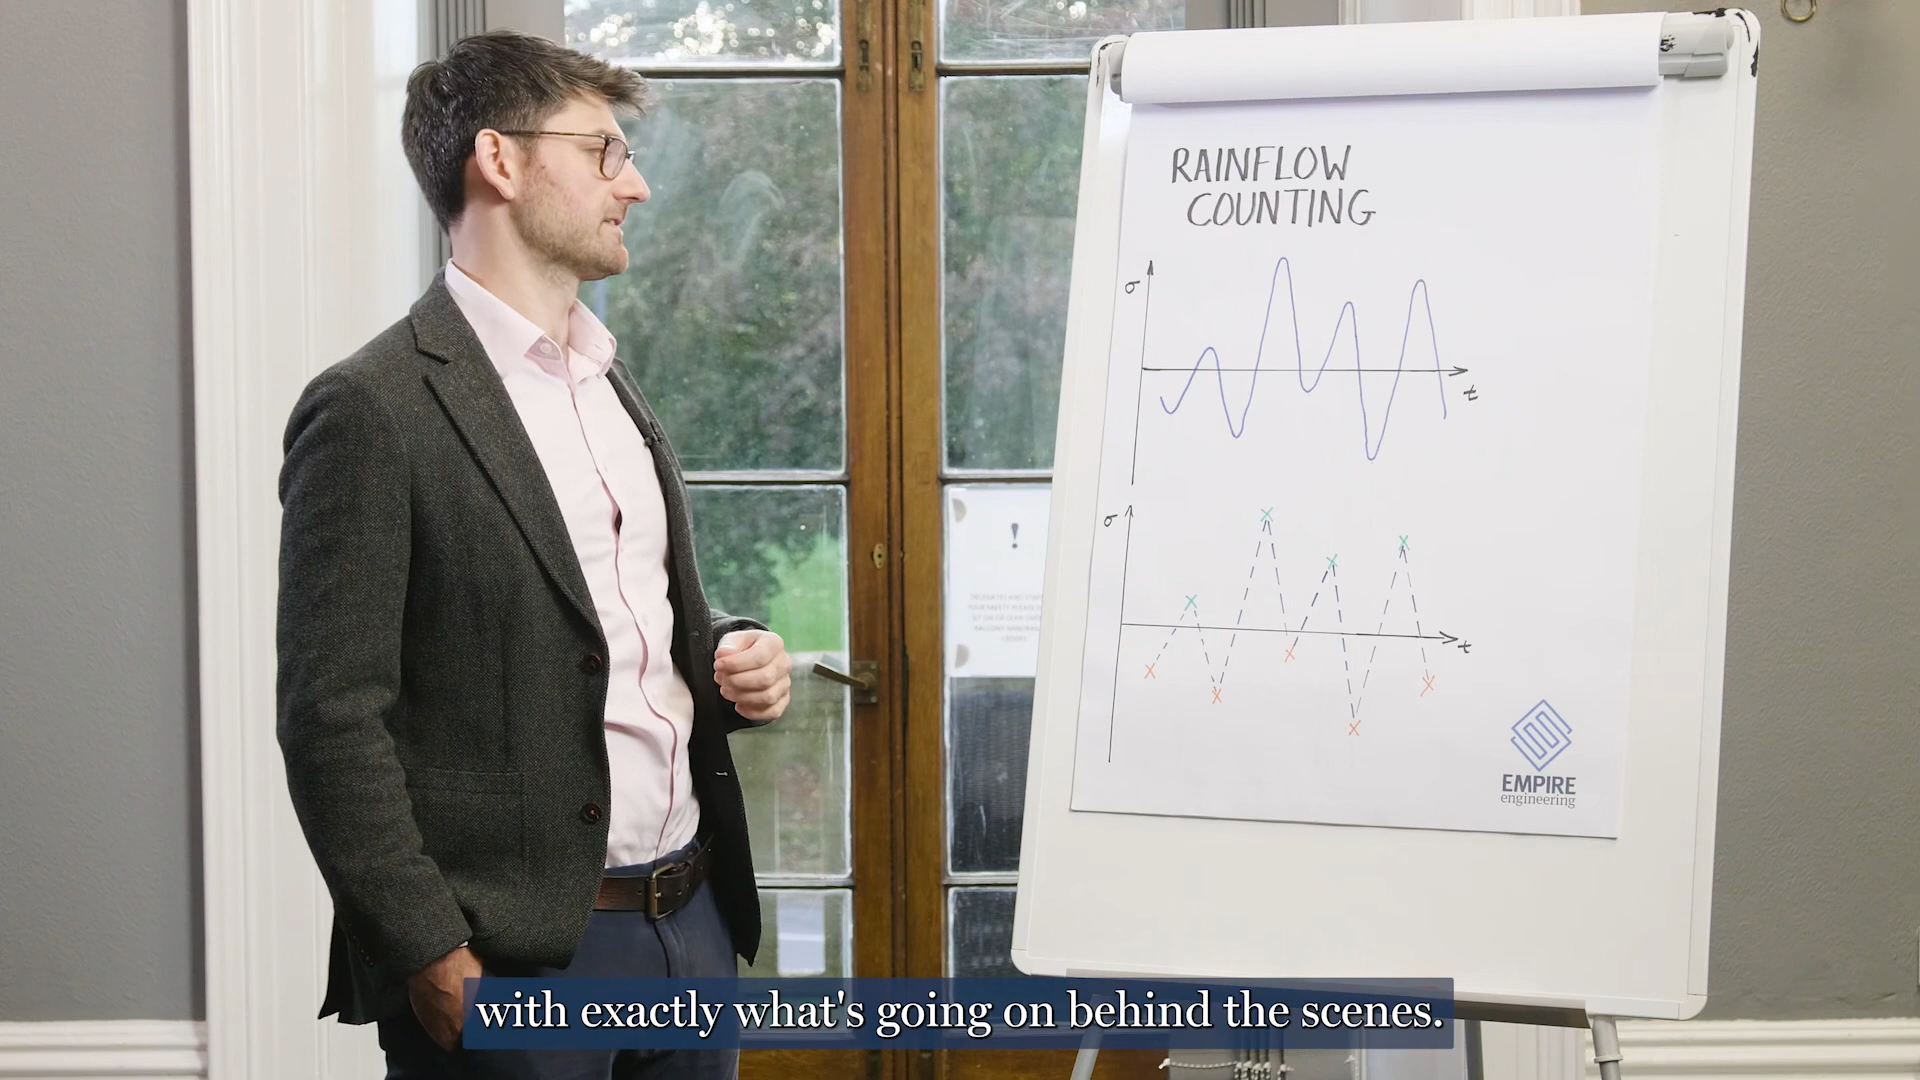 RAINFLOW
COUNTING
σ
t
σ
t
!
EMPIRE
engineering
with exactly what's going on behind the scenes.